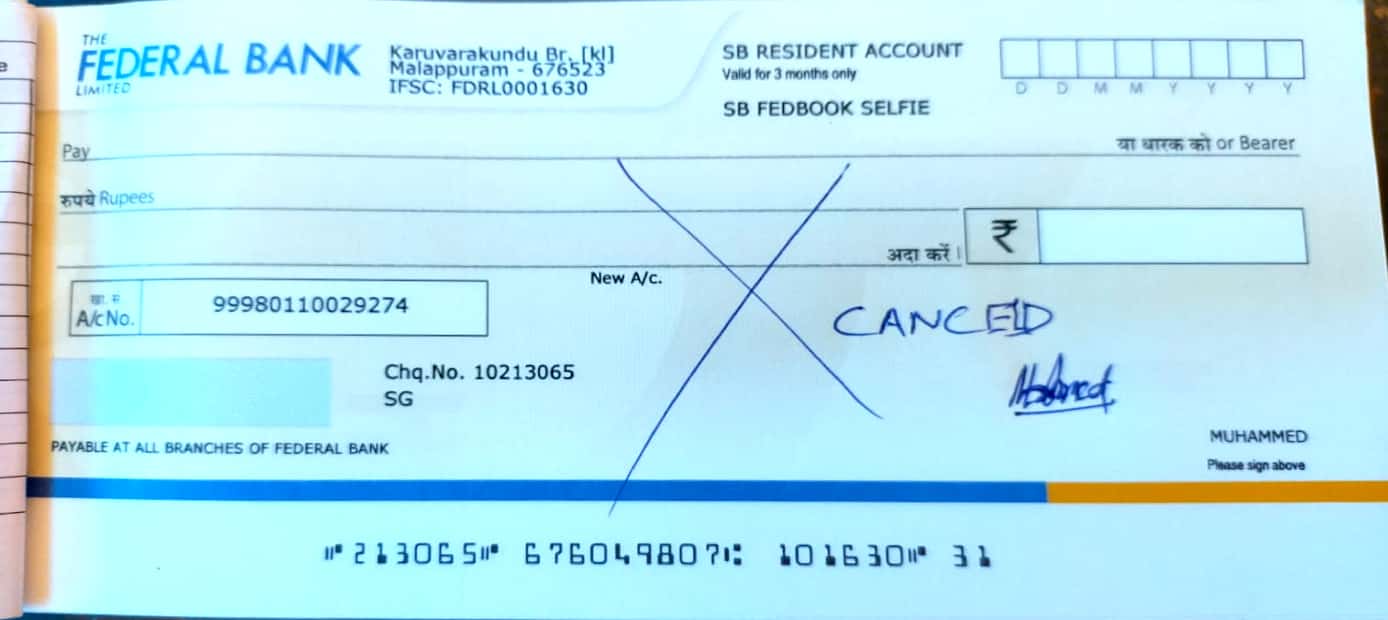 THE
FEDERAL BANK
LIMITED
Karuvarakundu Br. [kl]
Malappuram - 676523
IFSC: FDRL0001630
SB RESIDENT ACCOUNT
Valid for 3 months only
SB FEDBOOK SELFIE
D D M M Y Y Y Y
Pay
या धारक को or Bearer
रुपये Rupees
अदा करें।
₹
New A/c.
खा. सं.
A/c No.
99980110029274
CANCELD
Chq.No. 10213065
SG
PAYABLE AT ALL BRANCHES OF FEDERAL BANK
MUHAMMED
Please sign above
⑈213065⑈ 676049807⑆ 101630⑈ 31